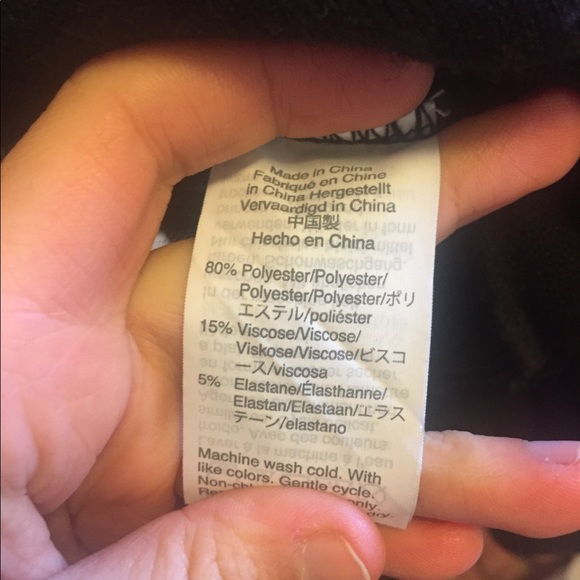 Made in China
Fabriqué en Chine
in China Hergestellt
Vervaardigd in China
中国製
Hecho en China
80% Polyester/Polyester/
Polyester/Polyester/ポリ
エステル/poliéster
15% Viscose/Viscose/
Viskose/Viscose/ビスコ
ース/viscosa
5% Elastane/Élasthanne/
Elastan/Elastaan/エラス
テーン/elastano
Machine wash cold. With
like colors. Gentle cycle.
only.
dry.